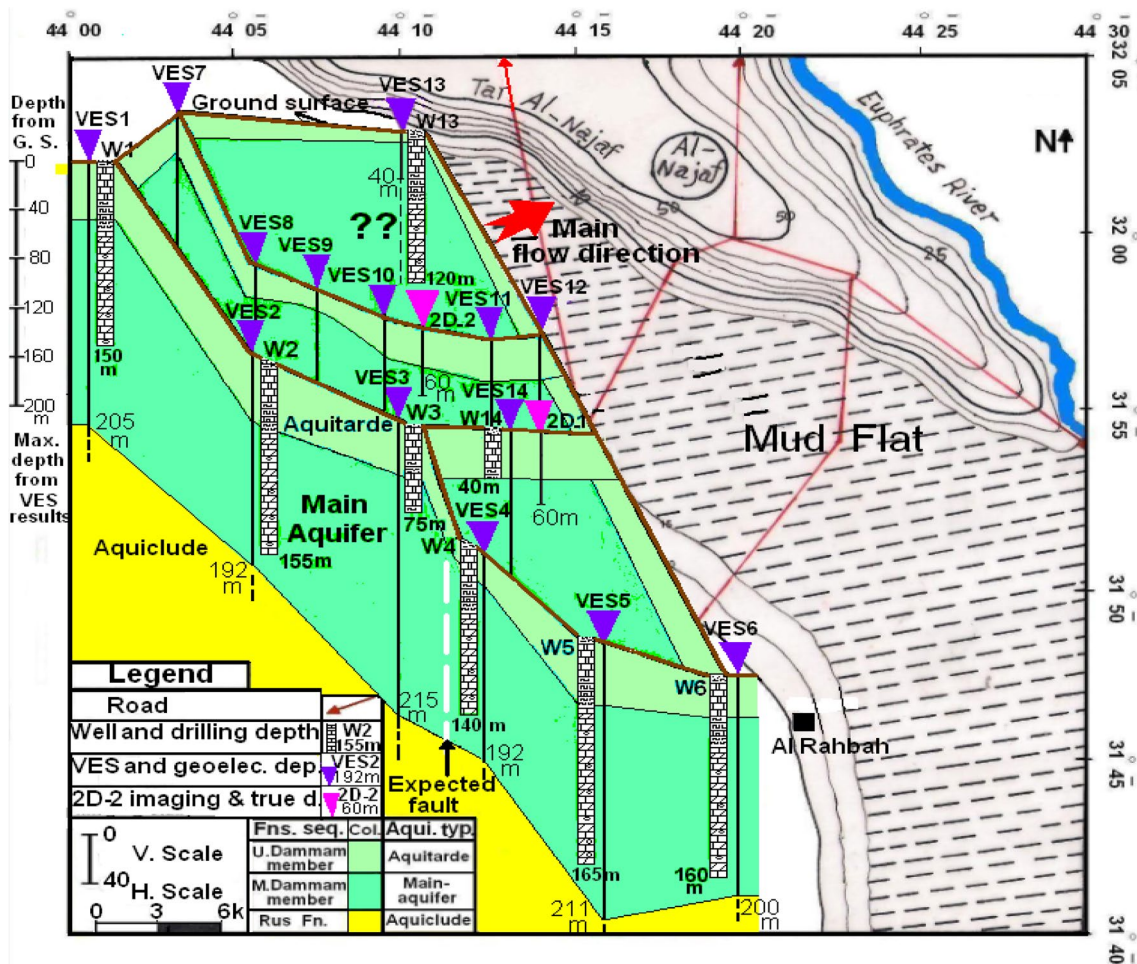 44 00
44 05
44 10
44 15
44 20
44 25
44 30
32 05
32 00
31 55
31 50
31 45
31 40
Depth
from
G. S.
0
40
80
120
160
200
m
Max.
depth
from
VES
results
VES1
W1
VES7
Ground surface
VES13
W13
40
m
??
120m
VES8
VES9
VES10
2D-2
VES11
VES12
VES2
W2
60
m
VES3
W3
VES14
W14
2D1
40m
60m
150
m
205
m
Aquitarde
Main
Aquifer
75m
Aquiclude
155m
192
m
W4
VES4
VES5
W5
VES6
W6
215
m
140 m
192
m
Expected
fault
165m
160
m
211
m
200
m
Tar Al_Najaf
Al-
Najaf
50
50
25
Euphrates River
N
Main
flow direction
Mud Flat
Al Rahbah
Legend
Road
Well and drilling depth
W2
155m
VES and geoelec. dep.
VES2
192m
2D-2 imaging & true d.
2D-2
60m
0
40
V. Scale
H. Scale
0 3 6k
Fns. seq. Col. Aqui. typ.
U.Dammam
member
Aquitarde
M.Dammam
member
Main-
aquifer
Rus Fn.
Aquiclude